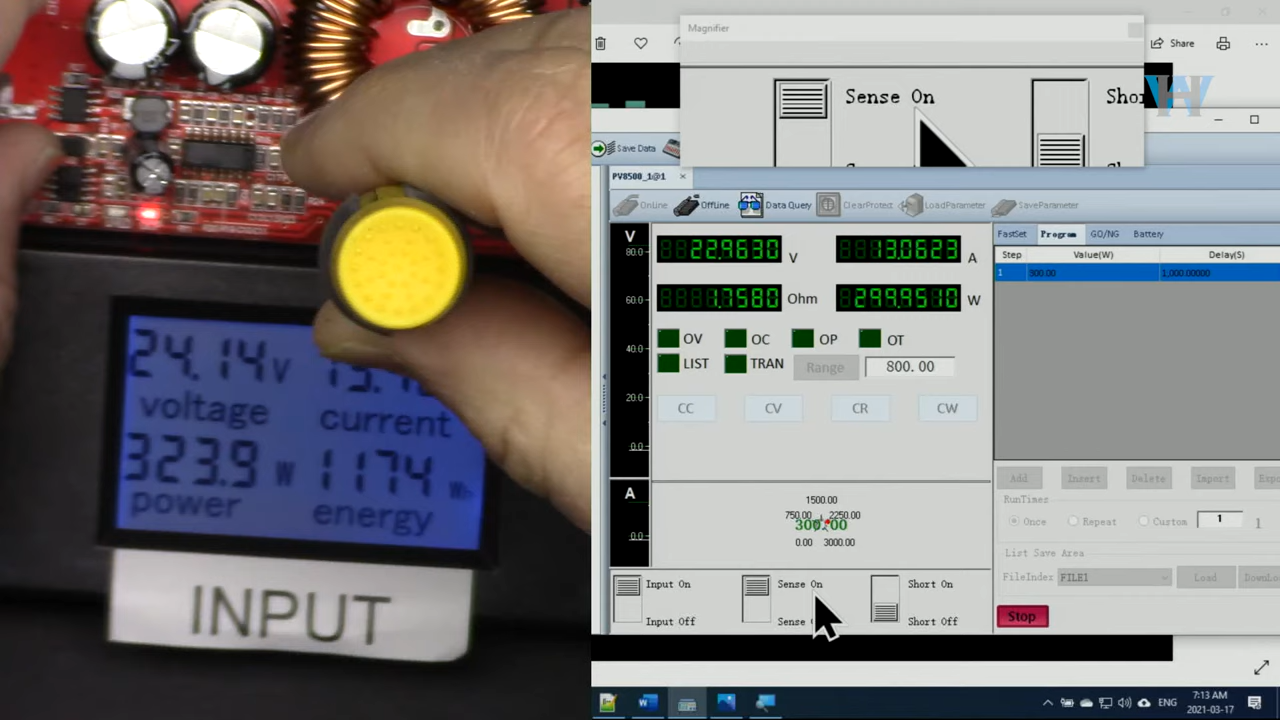 24.14 V
voltage
current
323.9 W
1174
power
energy
INPUT
Magnifier
Share
Sense On
Save Data
PV8500_1@1
Online
Offline
Data Query
ClearProtect
LoadParameter
SaveParameter
V
80.0
60.0
40.0
20.0
0.0
22.9630 V
13.0623 A
1.7580 Ohm
299.9510 W
OV
OC
OP
OT
LIST
TRAN
Range
800.00
CC
CV
CR
CW
A
0.0
1500.00
750.00
2250.00
300.00
0.00
3000.00
Input On
Input Off
Sense On
Sense
Short On
Short Off
FastSet
Program
GO/NG
Battery
Step
Value(W)
Delay(S)
1
300.00
1,000.00000
Add
Insert
Delete
Import
RunTimer
Once
Repeat
Custom
1
1
List Save Area
FileIndex
FILE1
Load
Stop
ENG
7:13 AM
2021-03-17